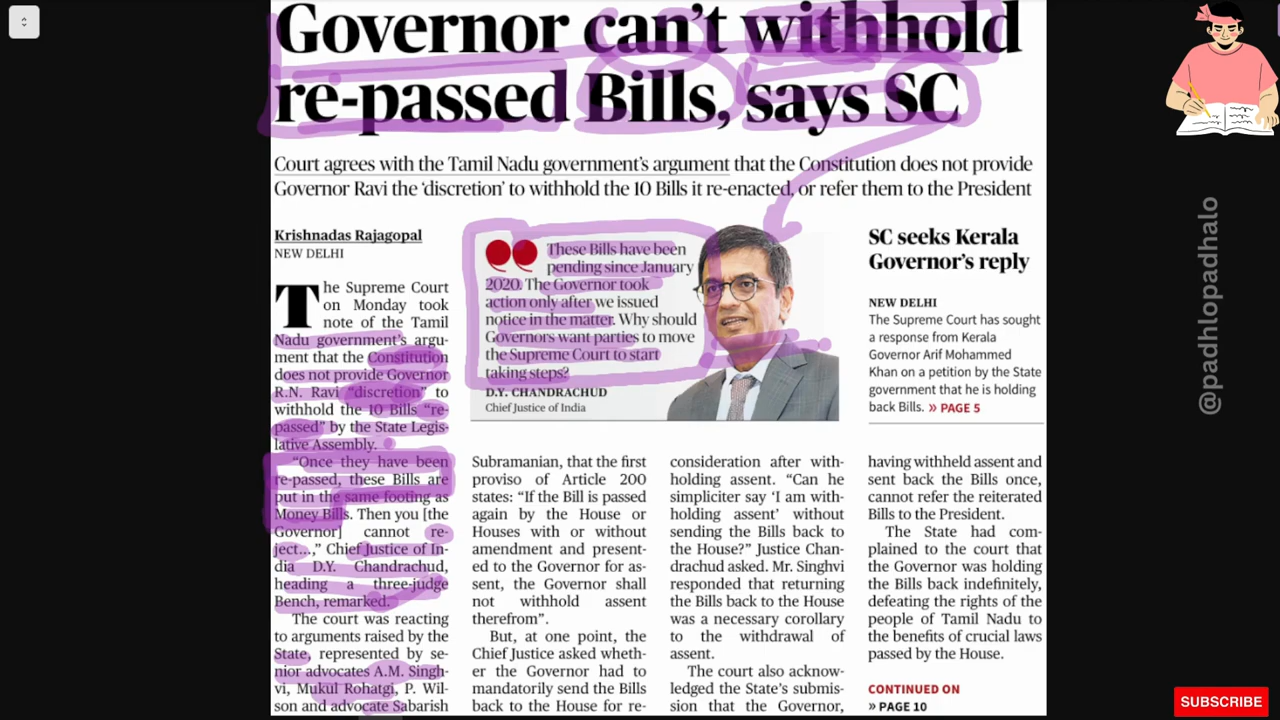 Governor can't withhold
re-passed Bills, says SC
Court agrees with the Tamil Nadu government's argument that the Constitution does not provide
Governor Ravi the 'discretion' to withhold the 10 Bills it re-enacted, or refer them to the President
Krishnadas Rajagopal
NEW DELHI
The Supreme Court
on Monday took
note of the Tamil
Nadu government's argu-
ment that the Constitution
does not provide Governor
R.N. Ravi "discretion" to
withhold the 10 Bills "re-
passed" by the State Legis-
lative Assembly.
"Once they have been
re-passed, these Bills are
put in the same footing as
Money Bills. Then you [the
Governor] cannot re-
ject...," Chief Justice of In-
dia D.Y. Chandrachud,
heading a three-judge
Bench, remarked.
The court was reacting
to arguments raised by the
State, represented by se-
nior advocates A.M. Singh-
vi, Mukul Rohatgi, P. Wil-
son and advocate Sabarish
These Bills have been
pending since January
2020. The Governor took
action only after we issued
notice in the matter. Why should
Governors want parties to move
the Supreme Court to start
taking steps?
D.Y. CHANDRACHUD
Chief Justice of India
Subramanian, that the first
proviso of Article 200
states: "If the Bill is passed
again by the House or
Houses with or without
amendment and present-
ed to the Governor for as-
sent, the Governor shall
not withhold assent
therefrom".
But, at one point, the
Chief Justice asked wheth-
er the Governor had to
mandatorily send the Bills
back to the House for re-
consideration after with-
holding assent. "Can he
simpliciter say 'I am with-
holding assent' without
sending the Bills back to
the House?" Justice Chan-
drachud asked. Mr. Singhvi
responded that returning
the Bills back to the House
was a necessary corollary
to the withdrawal of
assent.
The court also acknow-
ledged the State's submis-
sion that the Governor,
SC seeks Kerala
Governor's reply
NEW DELHI
The Supreme Court has sought
a response from Kerala
Governor Arif Mohammed
Khan on a petition by the State
government that he is holding
back Bills. » PAGE 5
having withheld assent and
sent back the Bills once,
cannot refer the reiterated
Bills to the President.
The State had com-
plained to the court that
the Governor was holding
the Bills back indefinitely,
defeating the rights of the
people of Tamil Nadu to
the benefits of crucial laws
passed by the House.
CONTINUED ON
» PAGE 10
@padhlopadhalo
SUBSCRIBE